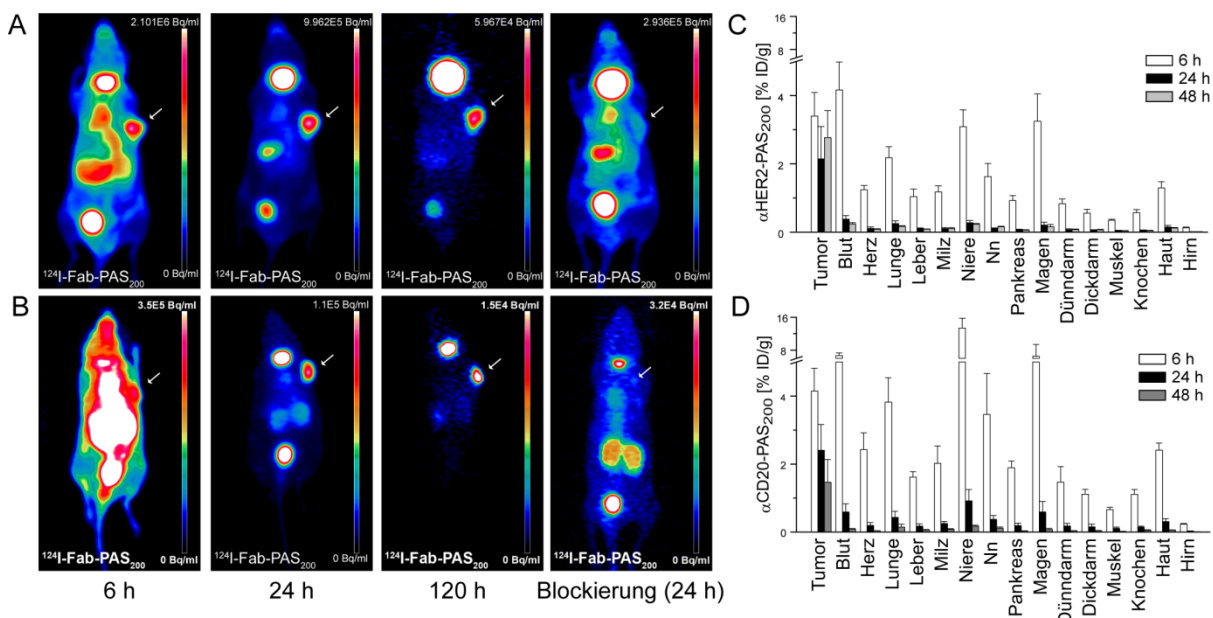 A
2.101E6 Bq/ml
0 Bq/ml
¹²⁴I-Fab-PAS₂₀₀
9.962E5 Bq/ml
0 Bq/ml
¹²⁴I-Fab-PAS₂₀₀
5.967E4 Bq/ml
0 Bq/ml
¹²⁴I-Fab-PAS₂₀₀
2.936E5 Bq/ml
0 Bq/ml
¹²⁴I-Fab-PAS₂₀₀
B
3.5E5 Bq/ml
0 Bq/ml
¹²⁴I-Fab-PAS₂₀₀
1.1E5 Bq/ml
0 Bq/ml
¹²⁴I-Fab-PAS₂₀₀
1.5E4 Bq/ml
0 Bq/ml
¹²⁴I-Fab-PAS₂₀₀
3.2E4 Bq/ml
0 Bq/ml
¹²⁴I-Fab-PAS₂₀₀
6 h
24 h
120 h
Blockierung (24 h)
C
αHER2-PAS₂₀₀ [% ID/g]
16
8
4
2
0
6 h
24 h
48 h
Tumor
Blut
Herz
Lunge
Leber
Milz
Niere
Nn
Pankreas
Magen
Dünndarm
Dickdarm
Muskel
Knochen
Haut
Hirn
D
αCD20-PAS₂₀₀ [% ID/g]
16
8
4
2
0
6 h
24 h
48 h
Tumor
Blut
Herz
Lunge
Leber
Milz
Niere
Nn
Pankreas
Magen
Dünndarm
Dickdarm
Muskel
Knochen
Haut
Hirn